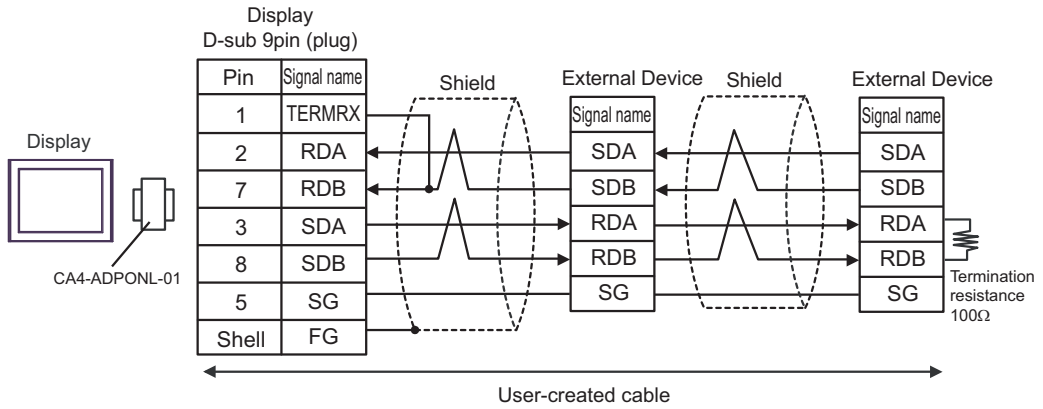 Display
D-sub 9pin (plug)
Pin Signal name
1 TERMRX
2 RDA
7 RDB
3 SDA
8 SDB
5 SG
Shell FG
Shield
External Device
Signal name
SDA
SDB
RDA
RDB
SG
Shield
External Device
Signal name
SDA
SDB
RDA
RDB
SG
Termination
resistance
100Ω
Display
CA4-ADPONL-01
User-created cable